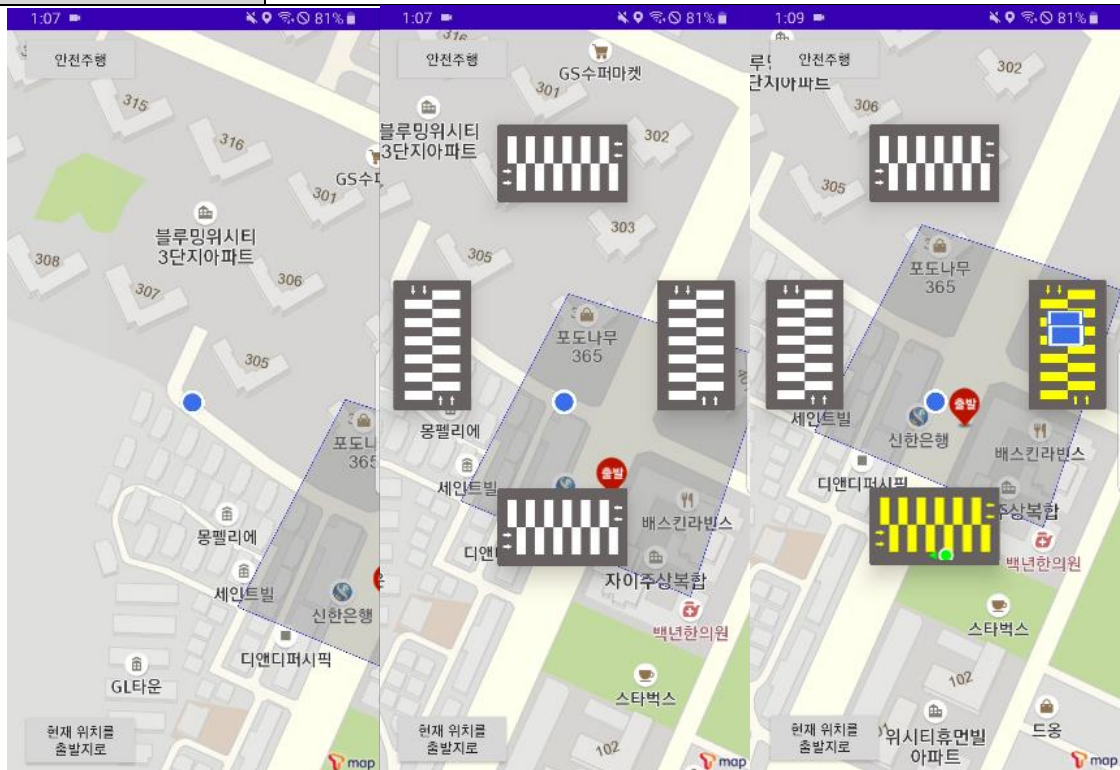 1:07 81%
안전주행
315
316
GS수ㅍ
301
블루밍위시티
3단지아파트
308
306
307
305
포도나
365
몽펠리에
세인트빌
신한은행
디앤디퍼시픽
GL타운
현재 위치를
출발지로
map
1:07 81%
316
안전주행
GS수퍼마켓
301
블루밍위시티
3단지아파트
302
303
305
포도나무
365
몽펠리에
세인트빌
출발
배스킨라빈스
디앤
자이주상복합
백년한의원
스타벅스
현재 위치를
출발지로
102
map
1:09 81%
안전주행
302
단지아파트
306
305
포도나무
365
세인트빌
출발
신한은행
배스킨라빈스
디앤디퍼시픽
주상복합
백년한의원
스타벅스
102
현재 위치를
출발지로
위시티휴먼빌
아파트
드옹
map